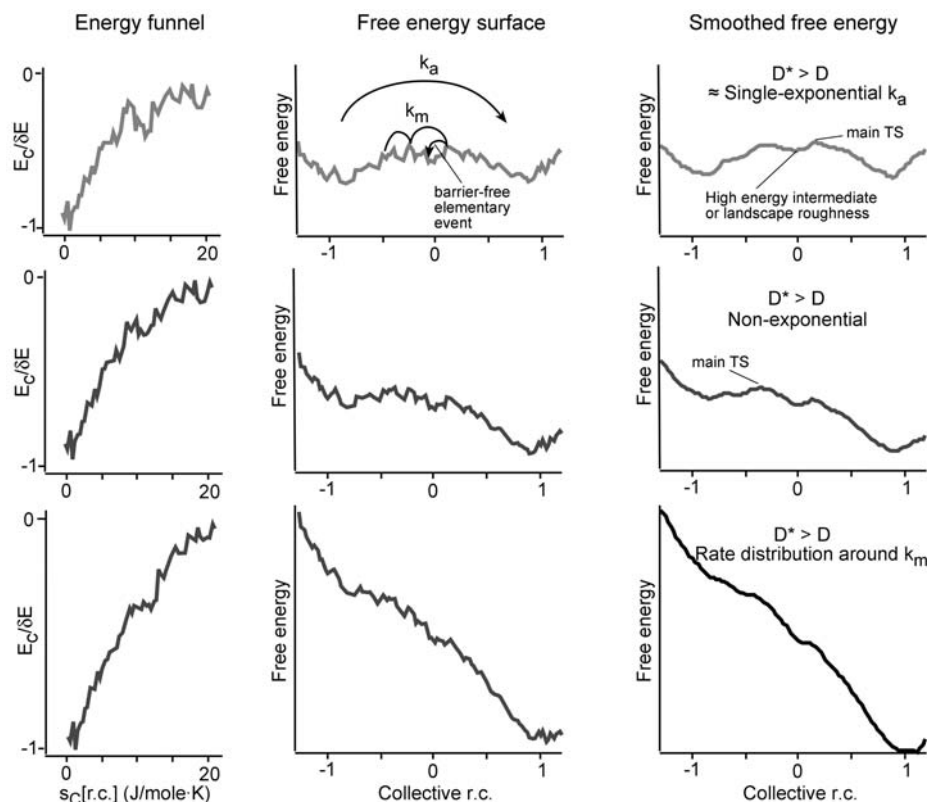 Energy funnel
Free energy surface
Smoothed free energy
0
-1
E_C/δE
0
20
Free energy
k_a
k_m
barrier-free
elementary
event
-1
0
1
Free energy
D* > D
≈ Single-exponential k_a
main TS
High energy intermediate
or landscape roughness
-1
0
1
0
-1
E_C/δE
0
20
Free energy
-1
0
1
Free energy
D* > D
Non-exponential
main TS
-1
0
1
0
-1
E_C/δE
0
20
s_C[r.c.] (J/mole·K)
Free energy
-1
0
1
Collective r.c.
Free energy
D* > D
Rate distribution around k_m
-1
0
1
Collective r.c.